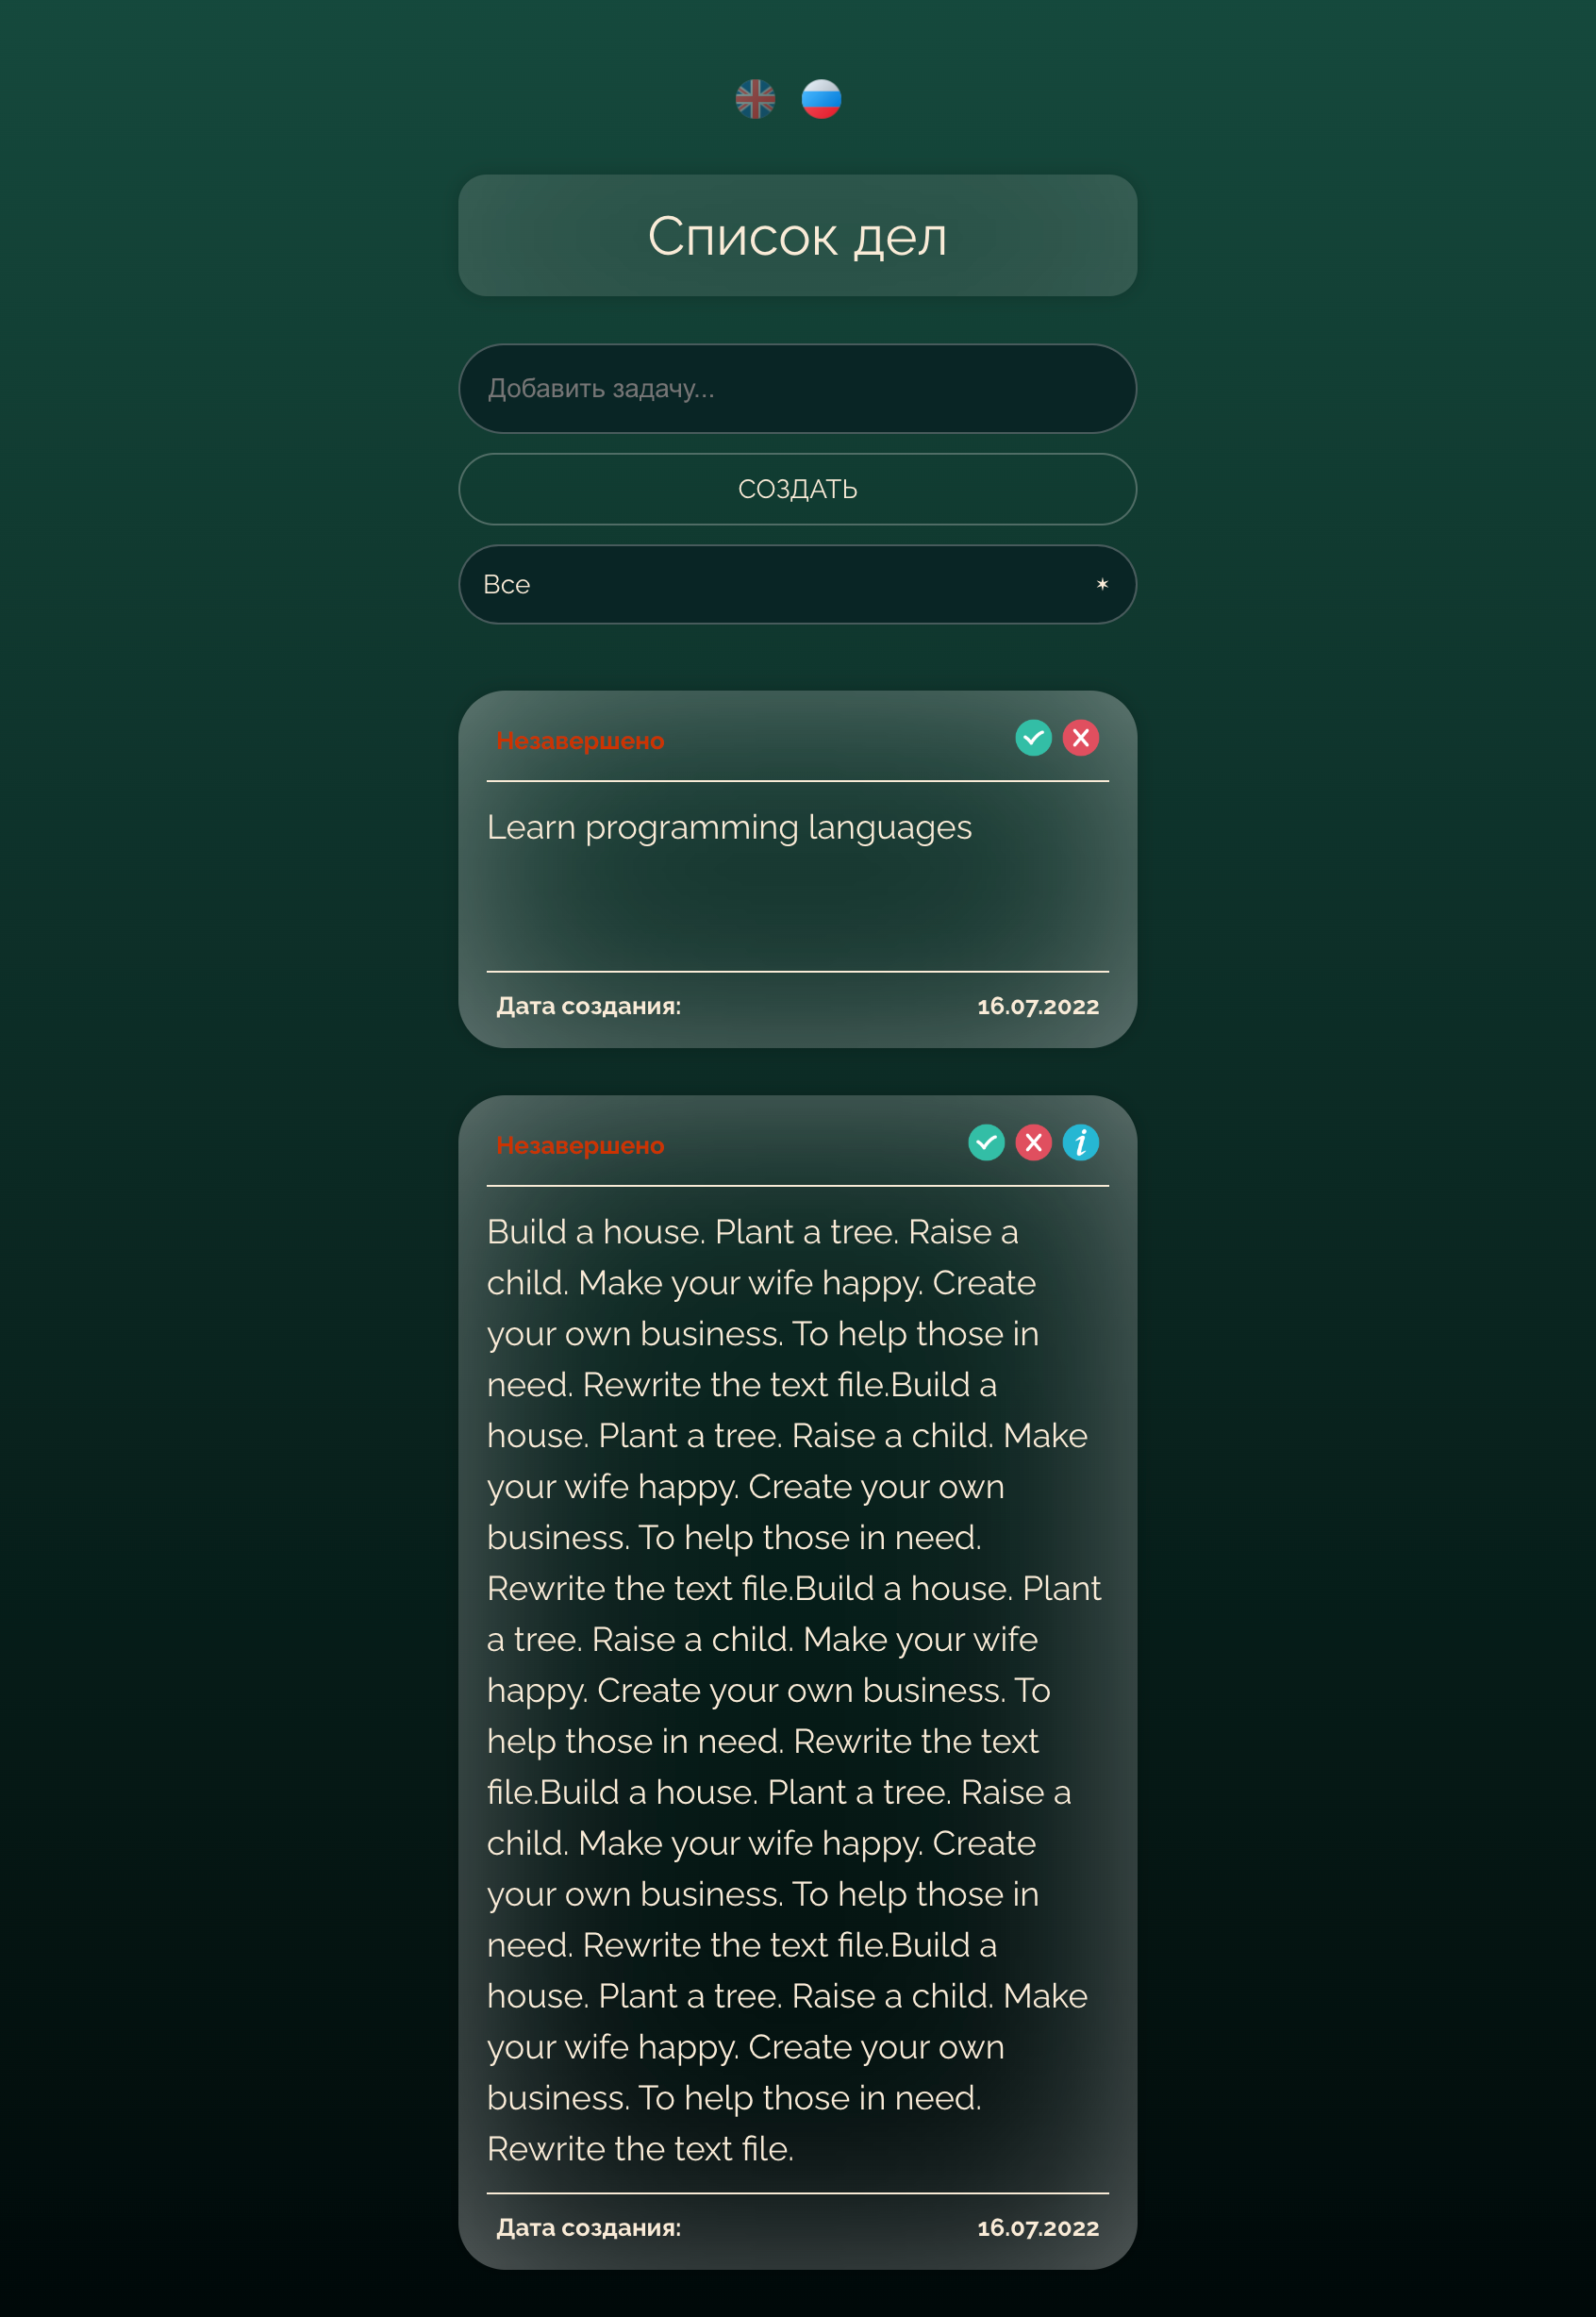 Список дел
Добавить задачу...
СОЗДАТЬ
Все
Незавершено
Learn programming languages
Дата создания: 16.07.2022
Незавершено
Build a house. Plant a tree. Raise a
child. Make your wife happy. Create
your own business. To help those in
need. Rewrite the text file.Build a
house. Plant a tree. Raise a child. Make
your wife happy. Create your own
business. To help those in need.
Rewrite the text file.Build a house. Plant
a tree. Raise a child. Make your wife
happy. Create your own business. To
help those in need. Rewrite the text
file.Build a house. Plant a tree. Raise a
child. Make your wife happy. Create
your own business. To help those in
need. Rewrite the text file.Build a
house. Plant a tree. Raise a child. Make
your wife happy. Create your own
business. To help those in need.
Rewrite the text file.
Дата создания: 16.07.2022